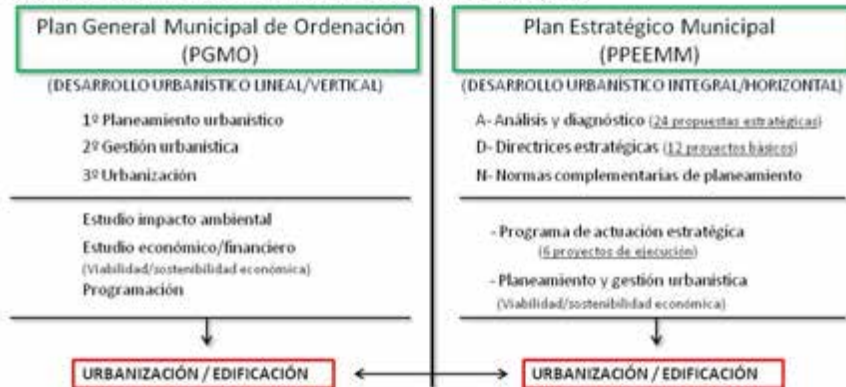 Plan General Municipal de Ordenación
(PGMO)
(DESARROLLO URBANÍSTICO LINEAL/VERTICAL)
1º Planeamiento urbanístico
2º Gestión urbanística
3º Urbanización
Estudio impacto ambiental
Estudio económico/financiero
(Viabilidad/sostenibilidad económica)
Programación
URBANIZACIÓN / EDIFICACIÓN
Plan Estratégico Municipal
(PPEEMM)
(DESARROLLO URBANÍSTICO INTEGRAL/HORIZONTAL)
A- Análisis y diagnóstico (24 propuestas estratégicas)
D- Directrices estratégicas (12 proyectos básicos)
N- Normas complementarias de planeamiento
- Programa de actuación estratégica
(6 proyectos de ejecución)
- Planeamiento y gestión urbanística
(Viabilidad/sostenibilidad económica)
URBANIZACIÓN / EDIFICACIÓN